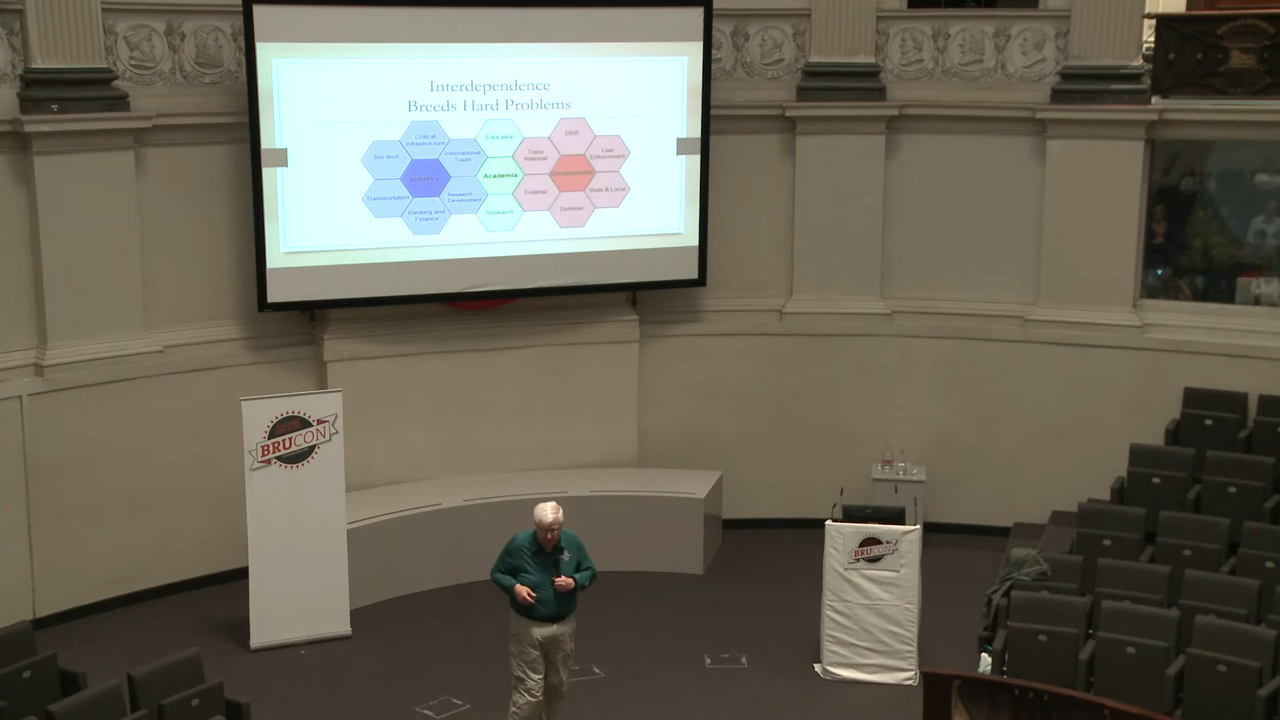 Interdependence
Breeds Hard Problems
Critical
Infrastructure
Bio-tech
International
Trade
Industry
Transportation
Research
Development
Banking and
Finance
Education
Academia
Research
DHS
Trans
National
Law
Enforcement
Federal
State & Local
Defense
BRUCON
BRUCON